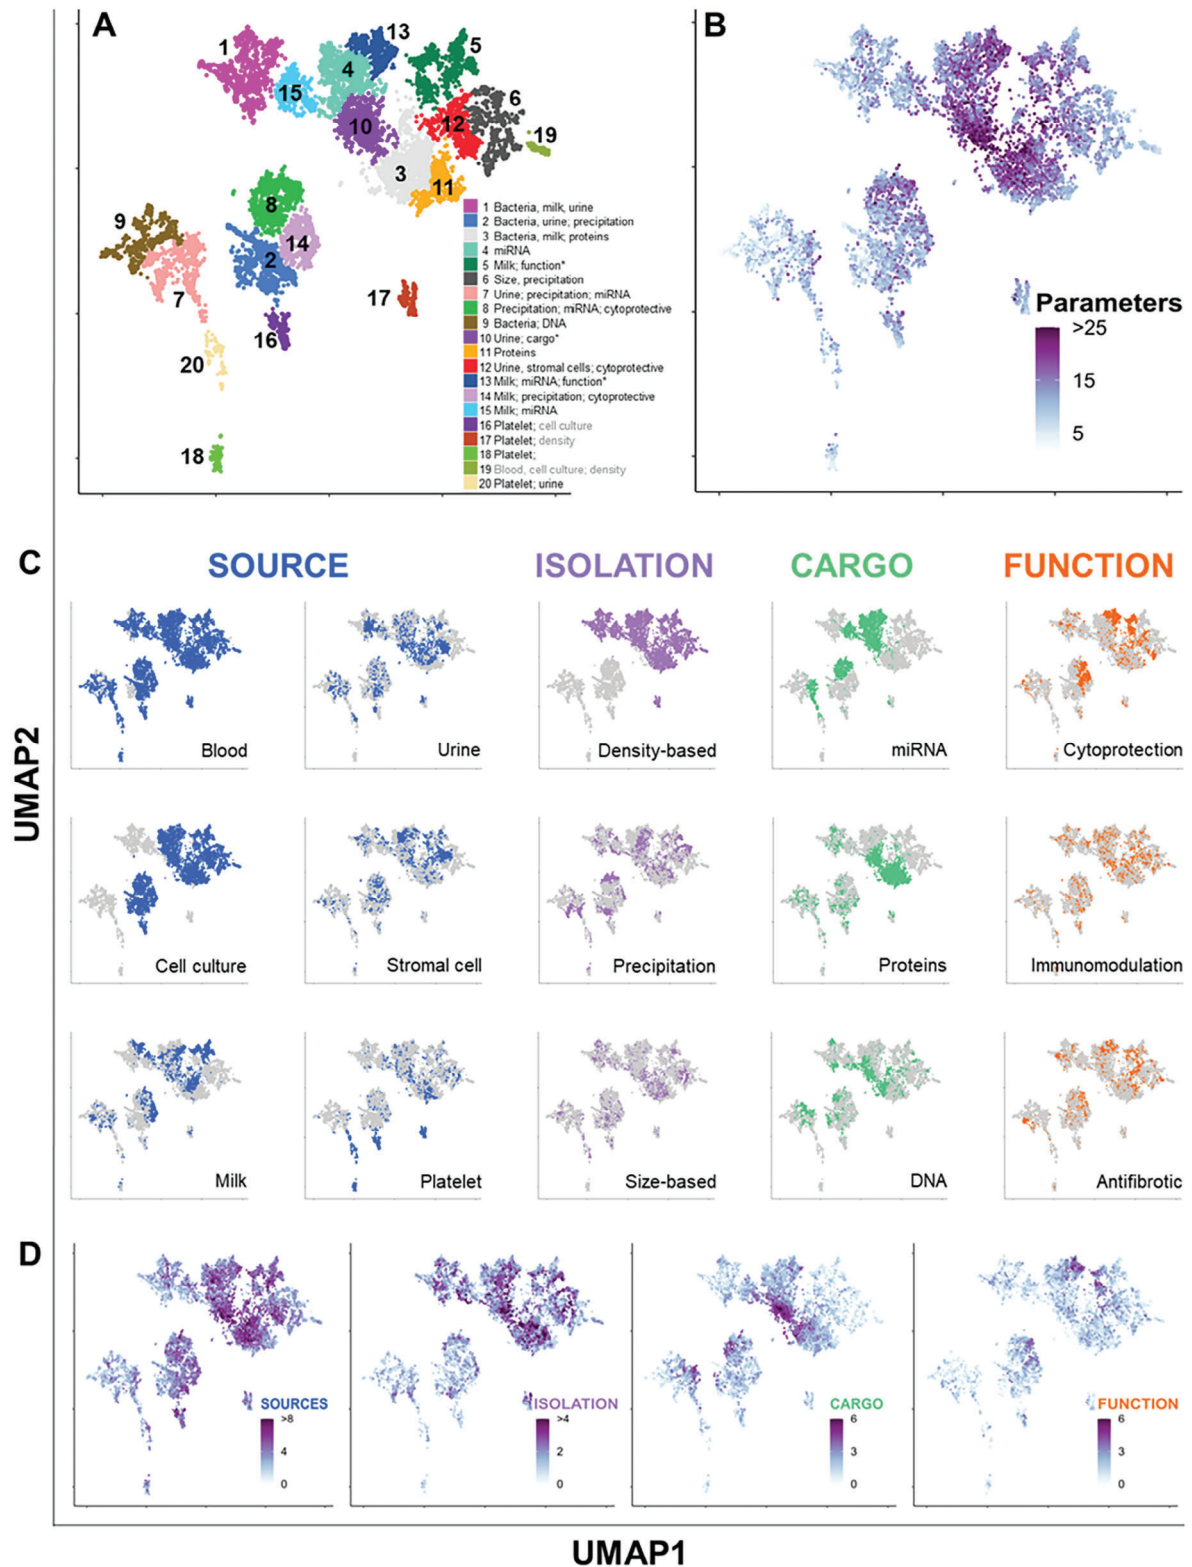 A
1
13
5
4
15
6
10
12
19
3
11
8
9
14
2
7
17
16
20
18
1 Bacteria, milk, urine
2 Bacteria, urine; precipitation
3 Bacteria, milk; proteins
4 miRNA
5 Milk; function*
6 Size, precipitation
7 Urine; precipitation; miRNA
8 Precipitation; miRNA; cytoprotective
9 Bacteria; DNA
10 Urine; cargo*
11 Proteins
12 Urine, stromal cells; cytoprotective
13 Milk; miRNA; function*
14 Milk; precipitation; cytoprotective
15 Milk; miRNA
16 Platelet; cell culture
17 Platelet; density
18 Platelet;
19 Blood, cell culture; density
20 Platelet; urine
B
Parameters
>25
15
5
C
SOURCE ISOLATION CARGO FUNCTION
Blood Urine Density-based miRNA Cytoprotection
Cell culture Stromal cell Precipitation Proteins Immunomodulation
Milk Platelet Size-based DNA Antifibrotic
D
SOURCES
>8
4
0
ISOLATION
>4
2
0
CARGO
6
3
0
FUNCTION
6
3
0
UMAP2
UMAP1